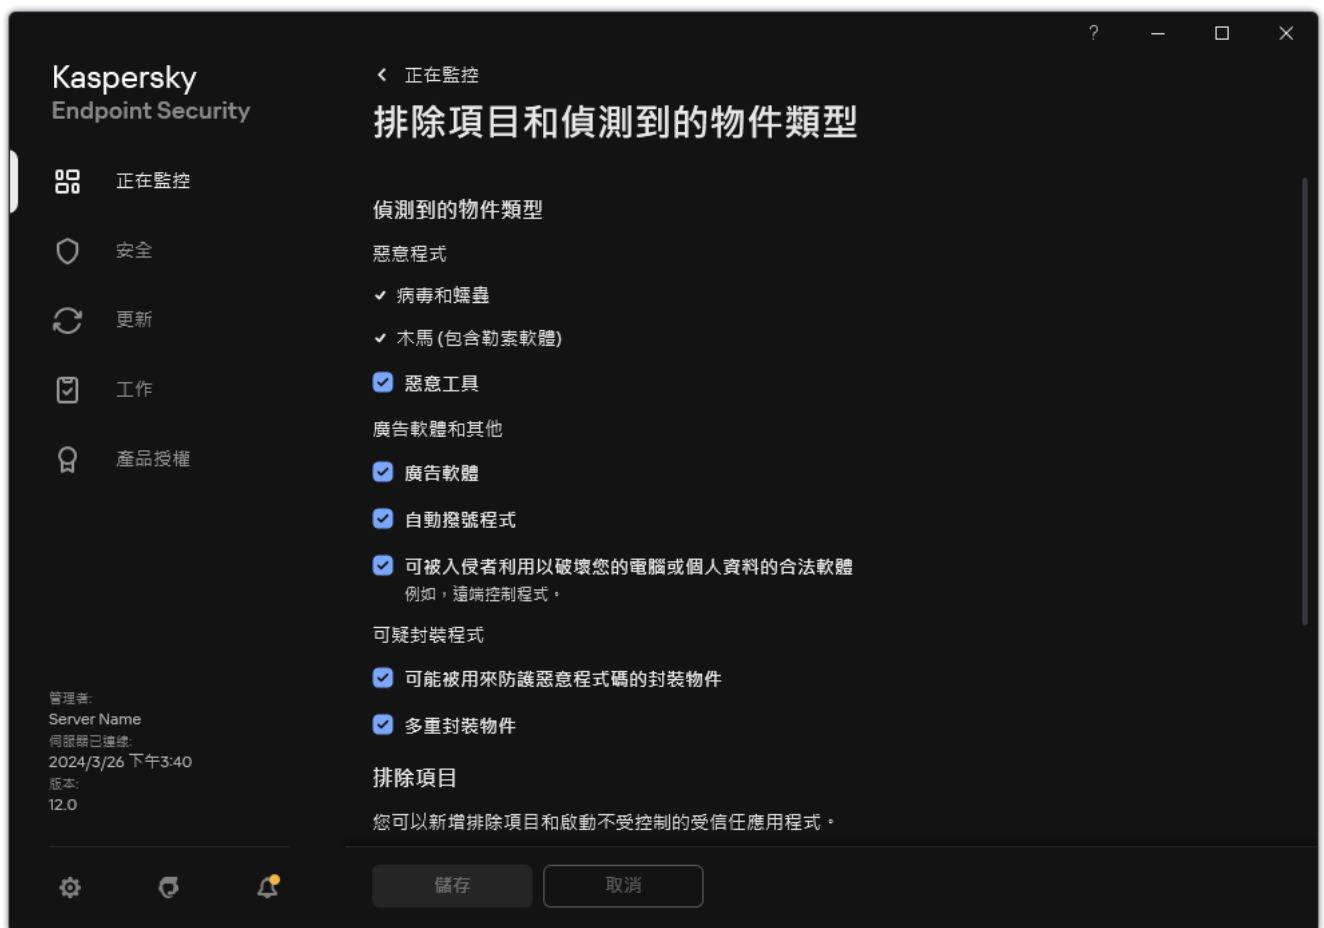 ?
Kaspersky
Endpoint Security
正在監控
安全
更新
工作
產品授權
管理者:
Server Name
伺服器已連線:
2024/3/26 下午3:40
版本:
12.0
正在監控
排除項目和偵測到的物件類型
偵測到的物件類型
惡意程式
病毒和蠕蟲
木馬 (包含勒索軟體)
惡意工具
廣告軟體和其他
廣告軟體
自動撥號程式
可被入侵者利用以破壞您的電腦或個人資料的合法軟體
例如，遠端控制程式。
可疑封裝程式
可能被用來防護惡意程式碼的封裝物件
多重封裝物件
排除項目
您可以新增排除項目和啟動不受控制的受信任應用程式。
儲存
取消